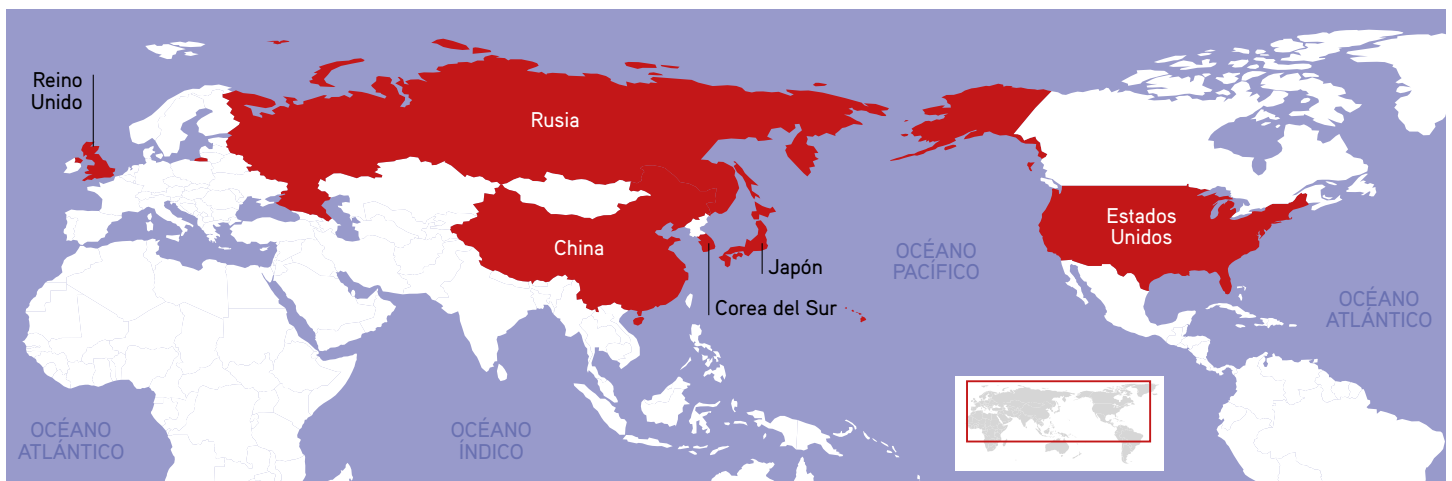 Reino
Unido
Rusia
China
Japón
Corea del Sur
Estados
Unidos
OCÉANO
PACÍFICO
OCÉANO
ATLÁNTICO
OCÉANO
ATLÁNTICO
OCÉANO
ÍNDICO